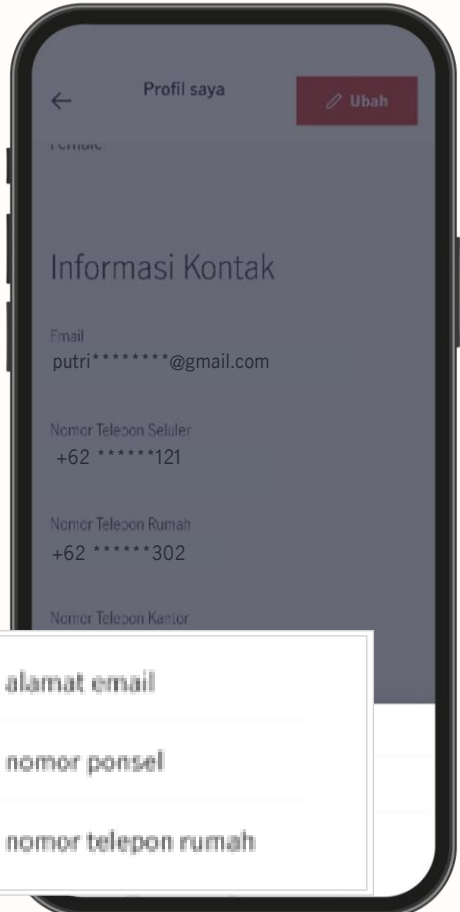 Profil saya
Ubah
Female
Informasi Kontak
Email
putri********@gmail.com
Nomor Telepon Seluler
+62 ******121
Nomor Telepon Rumah
+62 ******302
Nomor Telepon Kantor
alamat email
nomor ponsel
nomor telepon rumah